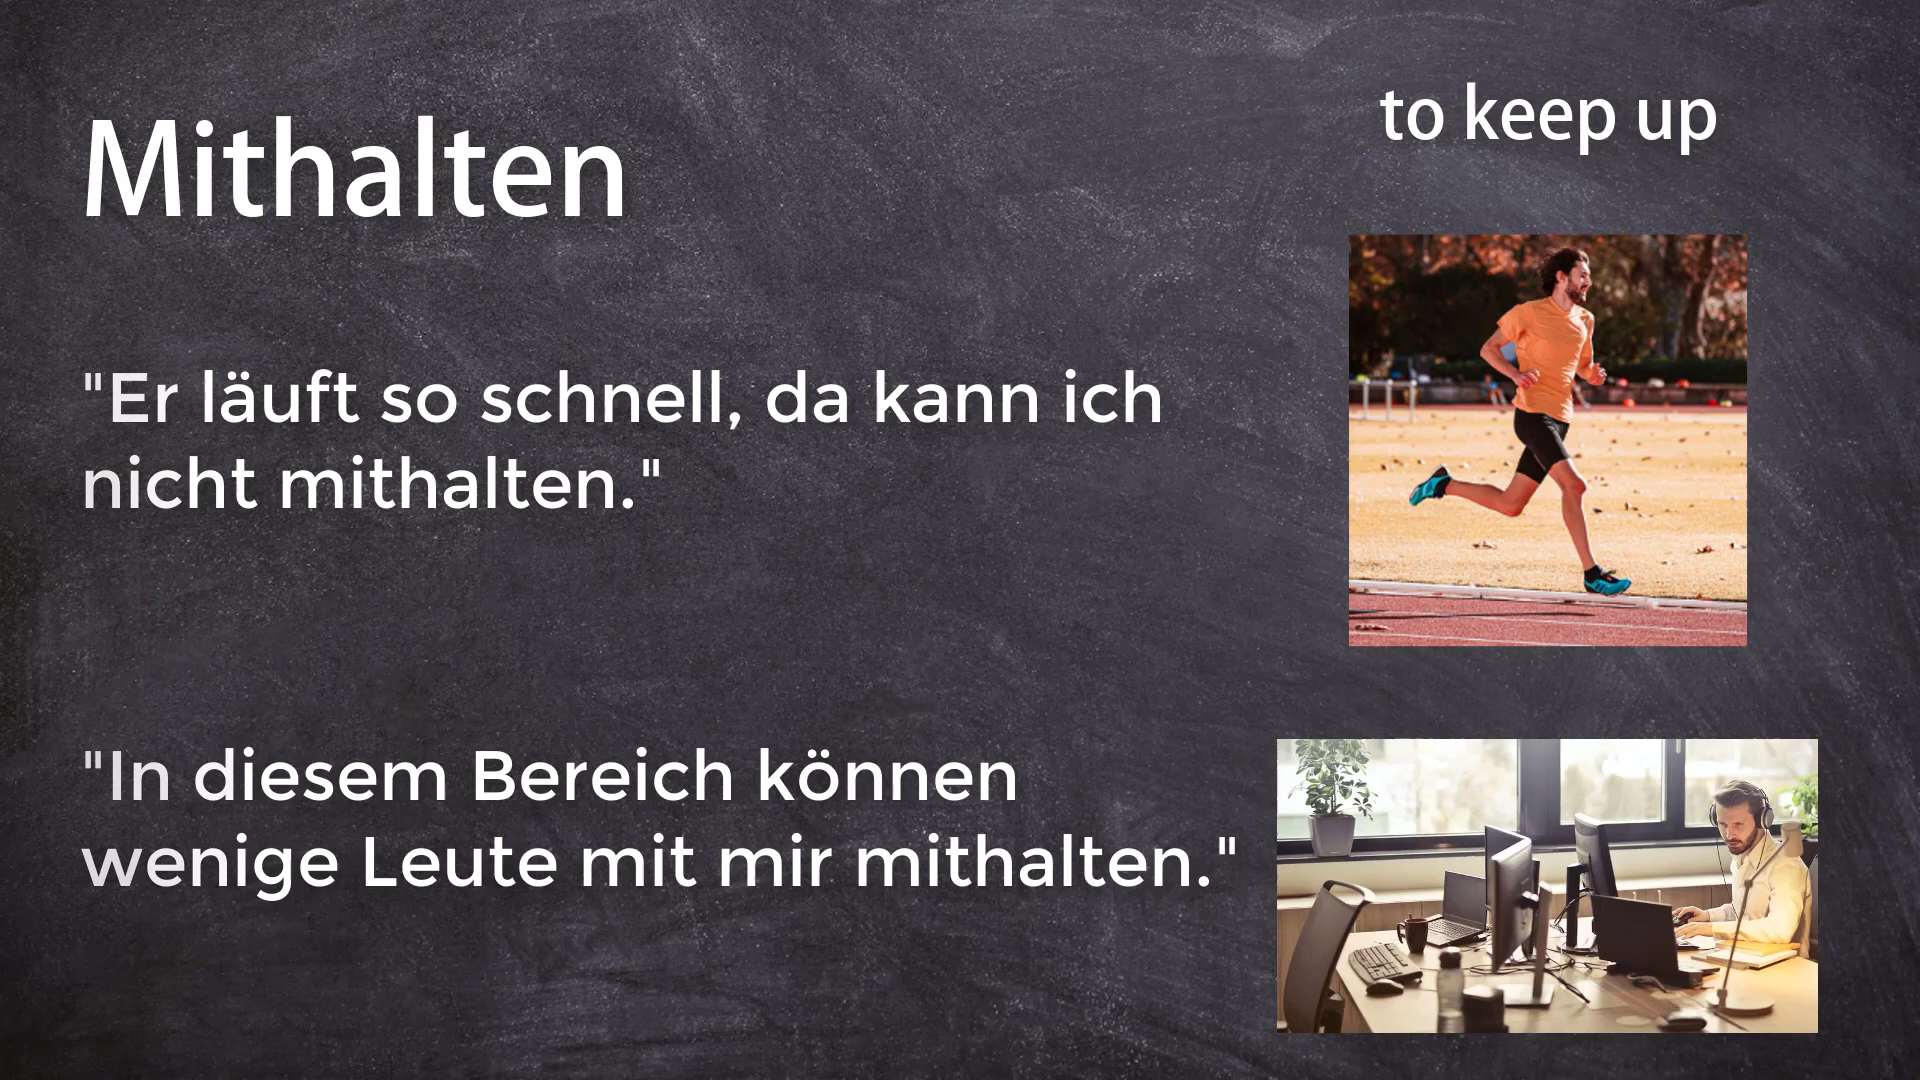 Mithalten
to keep up
"Er läuft so schnell, da kann ich
nicht mithalten."
"In diesem Bereich können
wenige Leute mit mir mithalten."